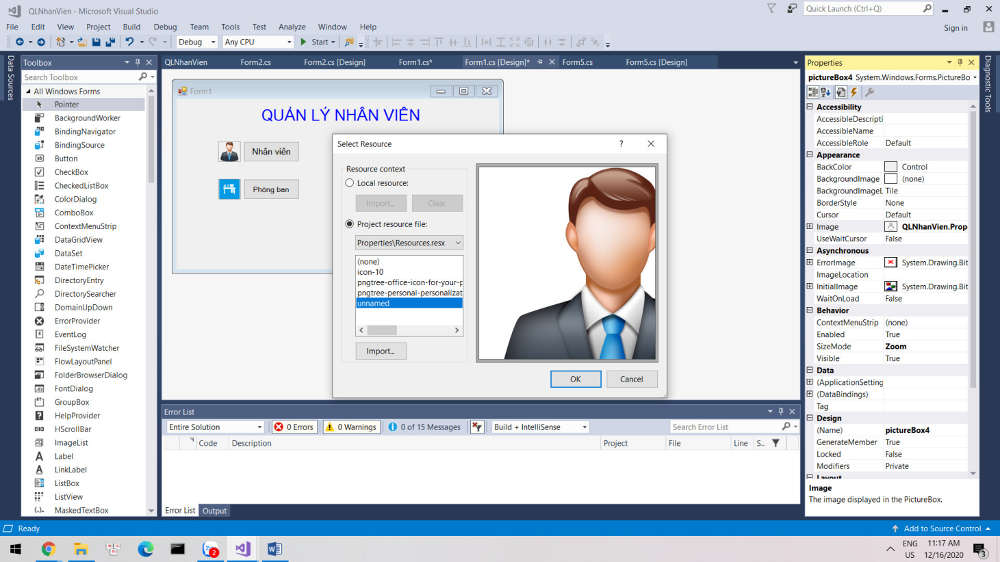 QLNhanVien - Microsoft Visual Studio
Quick Launch (Ctrl+Q)
File Edit View Project Build Debug Team Tools Test Analyze Window Help
Sign in
Debug Any CPU Start
Data Sources
Toolbox
Search Toolbox
All Windows Forms
Pointer
BackgroundWorker
BindingNavigator
BindingSource
Button
CheckBox
CheckedListBox
ColorDialog
ComboBox
ContextMenuStrip
DataGridView
DataSet
DateTimePicker
DirectoryEntry
DirectorySearcher
DomainUpDown
ErrorProvider
EventLog
FileSystemWatcher
FlowLayoutPanel
FolderBrowserDialog
FontDialog
GroupBox
HelpProvider
HScrollBar
ImageList
Label
LinkLabel
ListBox
ListView
MaskedTextBox
QLNhanVien Form2.cs Form2.cs [Design] Form1.cs* Form1.cs [Design]* Form5.cs Form5.cs [Design]
Form1
QUẢN LÝ NHÂN VIÊN
Nhân viên
Phòng ban
Select Resource
?
Resource context
Local resource:
Import... Clear
Project resource file:
Properties\Resources.resx
(none)
icon-10
pngtree-office-icon-for-your-p
pngtree-personal-personalizat
unnamed
Import...
OK Cancel
Error List
Entire Solution 0 Errors 0 Warnings 0 of 15 Messages Build + IntelliSense Search Error List
Code Description Project File Line S..
Error List Output
Properties
pictureBox4 System.Windows.Forms.PictureBo
Accessibility
AccessibleDescripti
AccessibleName
AccessibleRole Default
Appearance
BackColor Control
BackgroundImage (none)
BackgroundImageL Tile
BorderStyle None
Cursor Default
Image QLNhanVien.Prop
UseWaitCursor False
Asynchronous
ErrorImage System.Drawing.Bit
ImageLocation
InitialImage System.Drawing.Bit
WaitOnLoad False
Behavior
ContextMenuStrip (none)
Enabled True
SizeMode Zoom
Visible True
Data
(ApplicationSetting
(DataBindings)
Tag
Design
(Name) pictureBox4
GenerateMember True
Locked False
Modifiers Private
Layout
Image
The image displayed in the PictureBox.
Diagnostic Tools
Ready
Add to Source Control
2
ENG 11:17 AM
US 12/16/2020
3